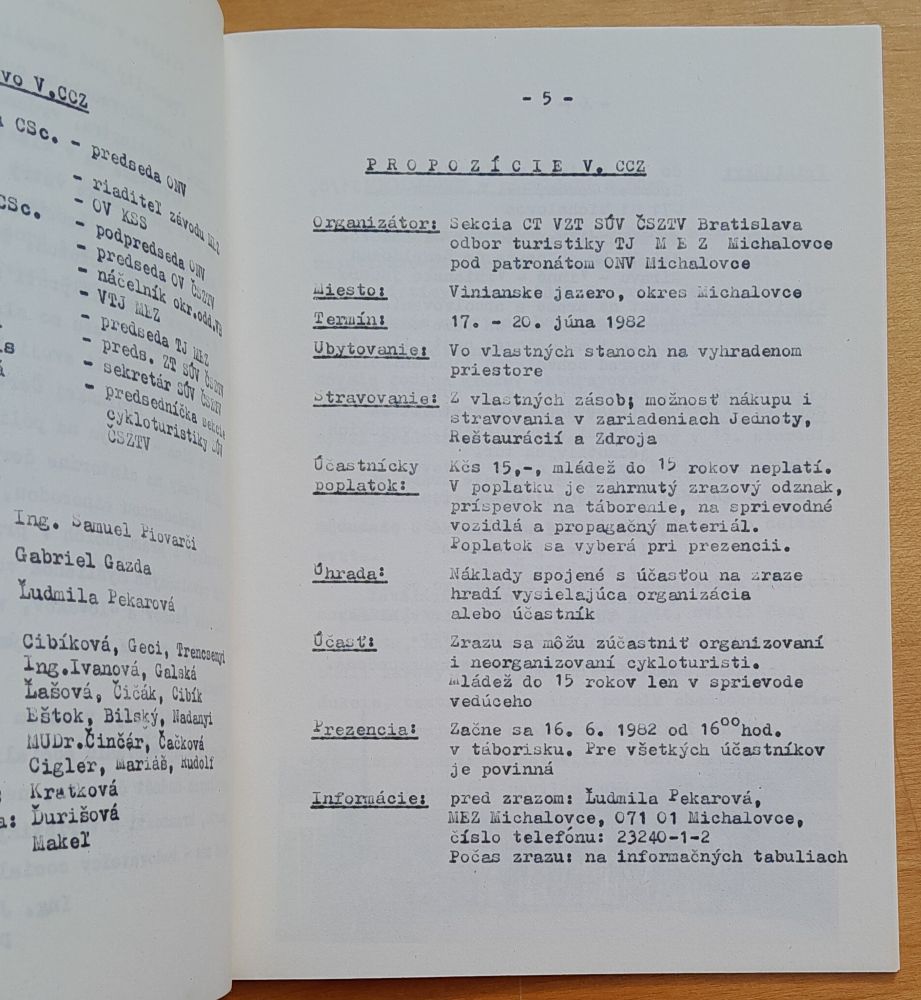 vo V.CCZ
CSc. - predseda ONV
- riaditeľ závodu MEZ
- OV KSS
CSc.
- podpredseda ONV
- predseda OV ČSZTV
- náčelník okr.odd.VB
- VTJ MEZ
- predseda TJ MEZ
- preds. ZT SÚV ČSZTV
- sekretár SÚV ČSZTV
- predsedníčka sekcie
cykloturistiky SÚV
ČSZTV
Ing. Samuel Piovarči
Gabriel Gazda
Ľudmila Pekarová
Cibíková, Geci, Trencsenyi
Ing.Ivanová, Galská
Ľašová, Čičák, Cibík
Eštok, Bilský, Nadanyi
MUDr.Činčár, Čačková
Cigler, Mariáš, Rudolf
Kratková
Ďurišová
Makeľ
- 5 -
P R O P O Z Í C I E V. CCZ
Organizátor: Sekcia CT VZT SÚV ČSZTV Bratislava
odbor turistiky TJ M E Z Michalovce
pod patronátom ONV Michalovce
Miesto: Vinianske jazero, okres Michalovce
Termín: 17. - 20. júna 1982
Ubytovanie: Vo vlastných stanoch na vyhradenom
priestore
Stravovanie: Z vlastných zásob; možnosť nákupu i
stravovania v zariadeniach Jednoty,
Reštaurácií a Zdroja
Účastnícky Kčs 15,-, mládež do 15 rokov neplatí.
poplatok: V poplatku je zahrnutý zrazový odznak,
príspevok na táborenie, na sprievodné
vozidlá a propagačný materiál.
Poplatok sa vyberá pri prezencii.
Úhrada: Náklady spojené s účasťou na zraze
hradí vysielajúca organizácia
alebo účastník
Účasť: Zrazu sa môžu zúčastniť organizovaní
i neorganizovaní cykloturisti.
Mládež do 15 rokov len v sprievode
vedúceho
Prezencia: Začne sa 16. 6. 1982 od 16⁰⁰hod.
v táborisku. Pre všetkých účastníkov
je povinná
Informácie: pred zrazom: Ľudmila Pekarová,
MEZ Michalovce, 071 01 Michalovce,
číslo telefónu: 23240-1-2
Počas zrazu: na informačných tabuliach